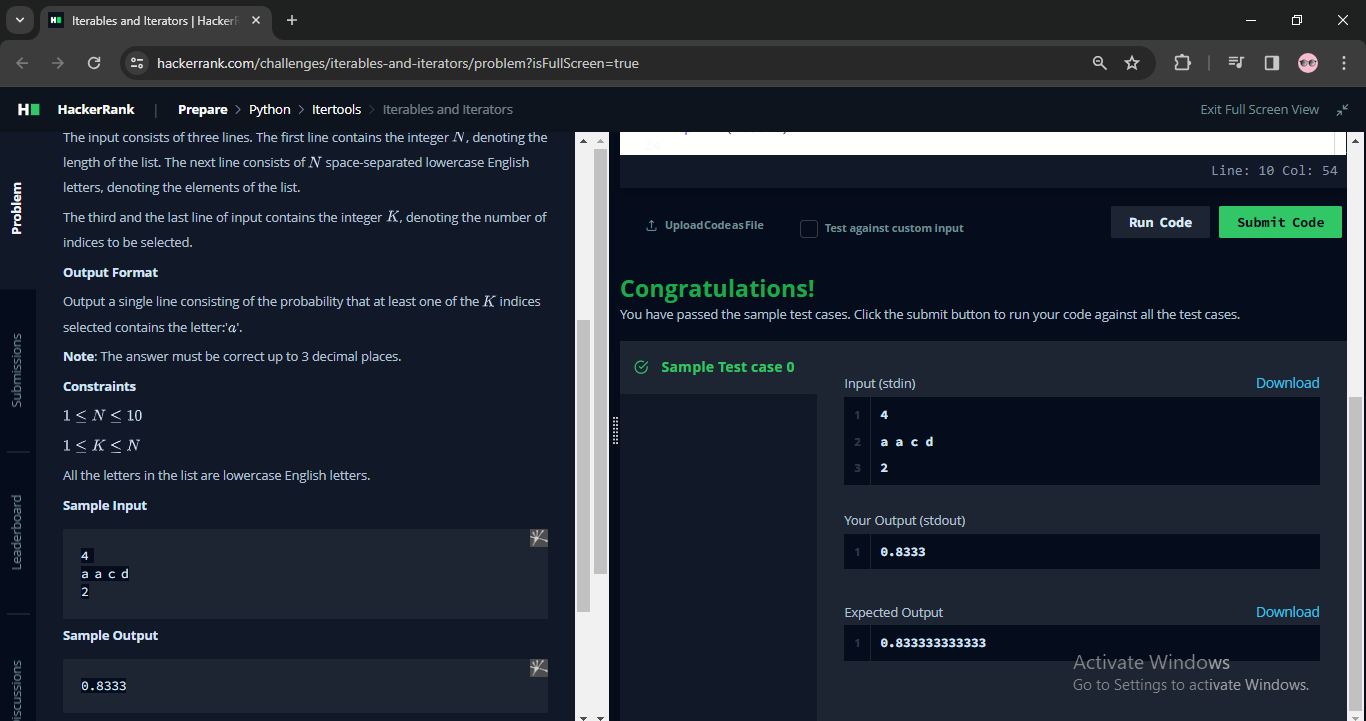 Iterables and Iterators | Hacker
hackerrank.com/challenges/iterables-and-iterators/problem?isFullScreen=true
HackerRank | Prepare > Python > Itertools > Iterables and Iterators
Exit Full Screen View
Problem
Submissions
Leaderboard
The input consists of three lines. The first line contains the integer N, denoting the
length of the list. The next line consists of N space-separated lowercase English
letters, denoting the elements of the list.
The third and the last line of input contains the integer K, denoting the number of
indices to be selected.
Output Format
Output a single line consisting of the probability that at least one of the K indices
selected contains the letter:'a'.
Note: The answer must be correct up to 3 decimal places.
Constraints
1 ≤ N ≤ 10
1 ≤ K ≤ N
All the letters in the list are lowercase English letters.
Sample Input
4
a a c d
2
Sample Output
0.8333
Line: 10 Col: 54
Upload Code as File
Test against custom input
Run Code
Submit Code
Congratulations!
You have passed the sample test cases. Click the submit button to run your code against all the test cases.
Sample Test case 0
Input (stdin)
Download
1 4
2 a a c d
3 2
Your Output (stdout)
1 0.8333
Expected Output
Download
1 0.833333333333
Activate Windows
Go to Settings to activate Windows.